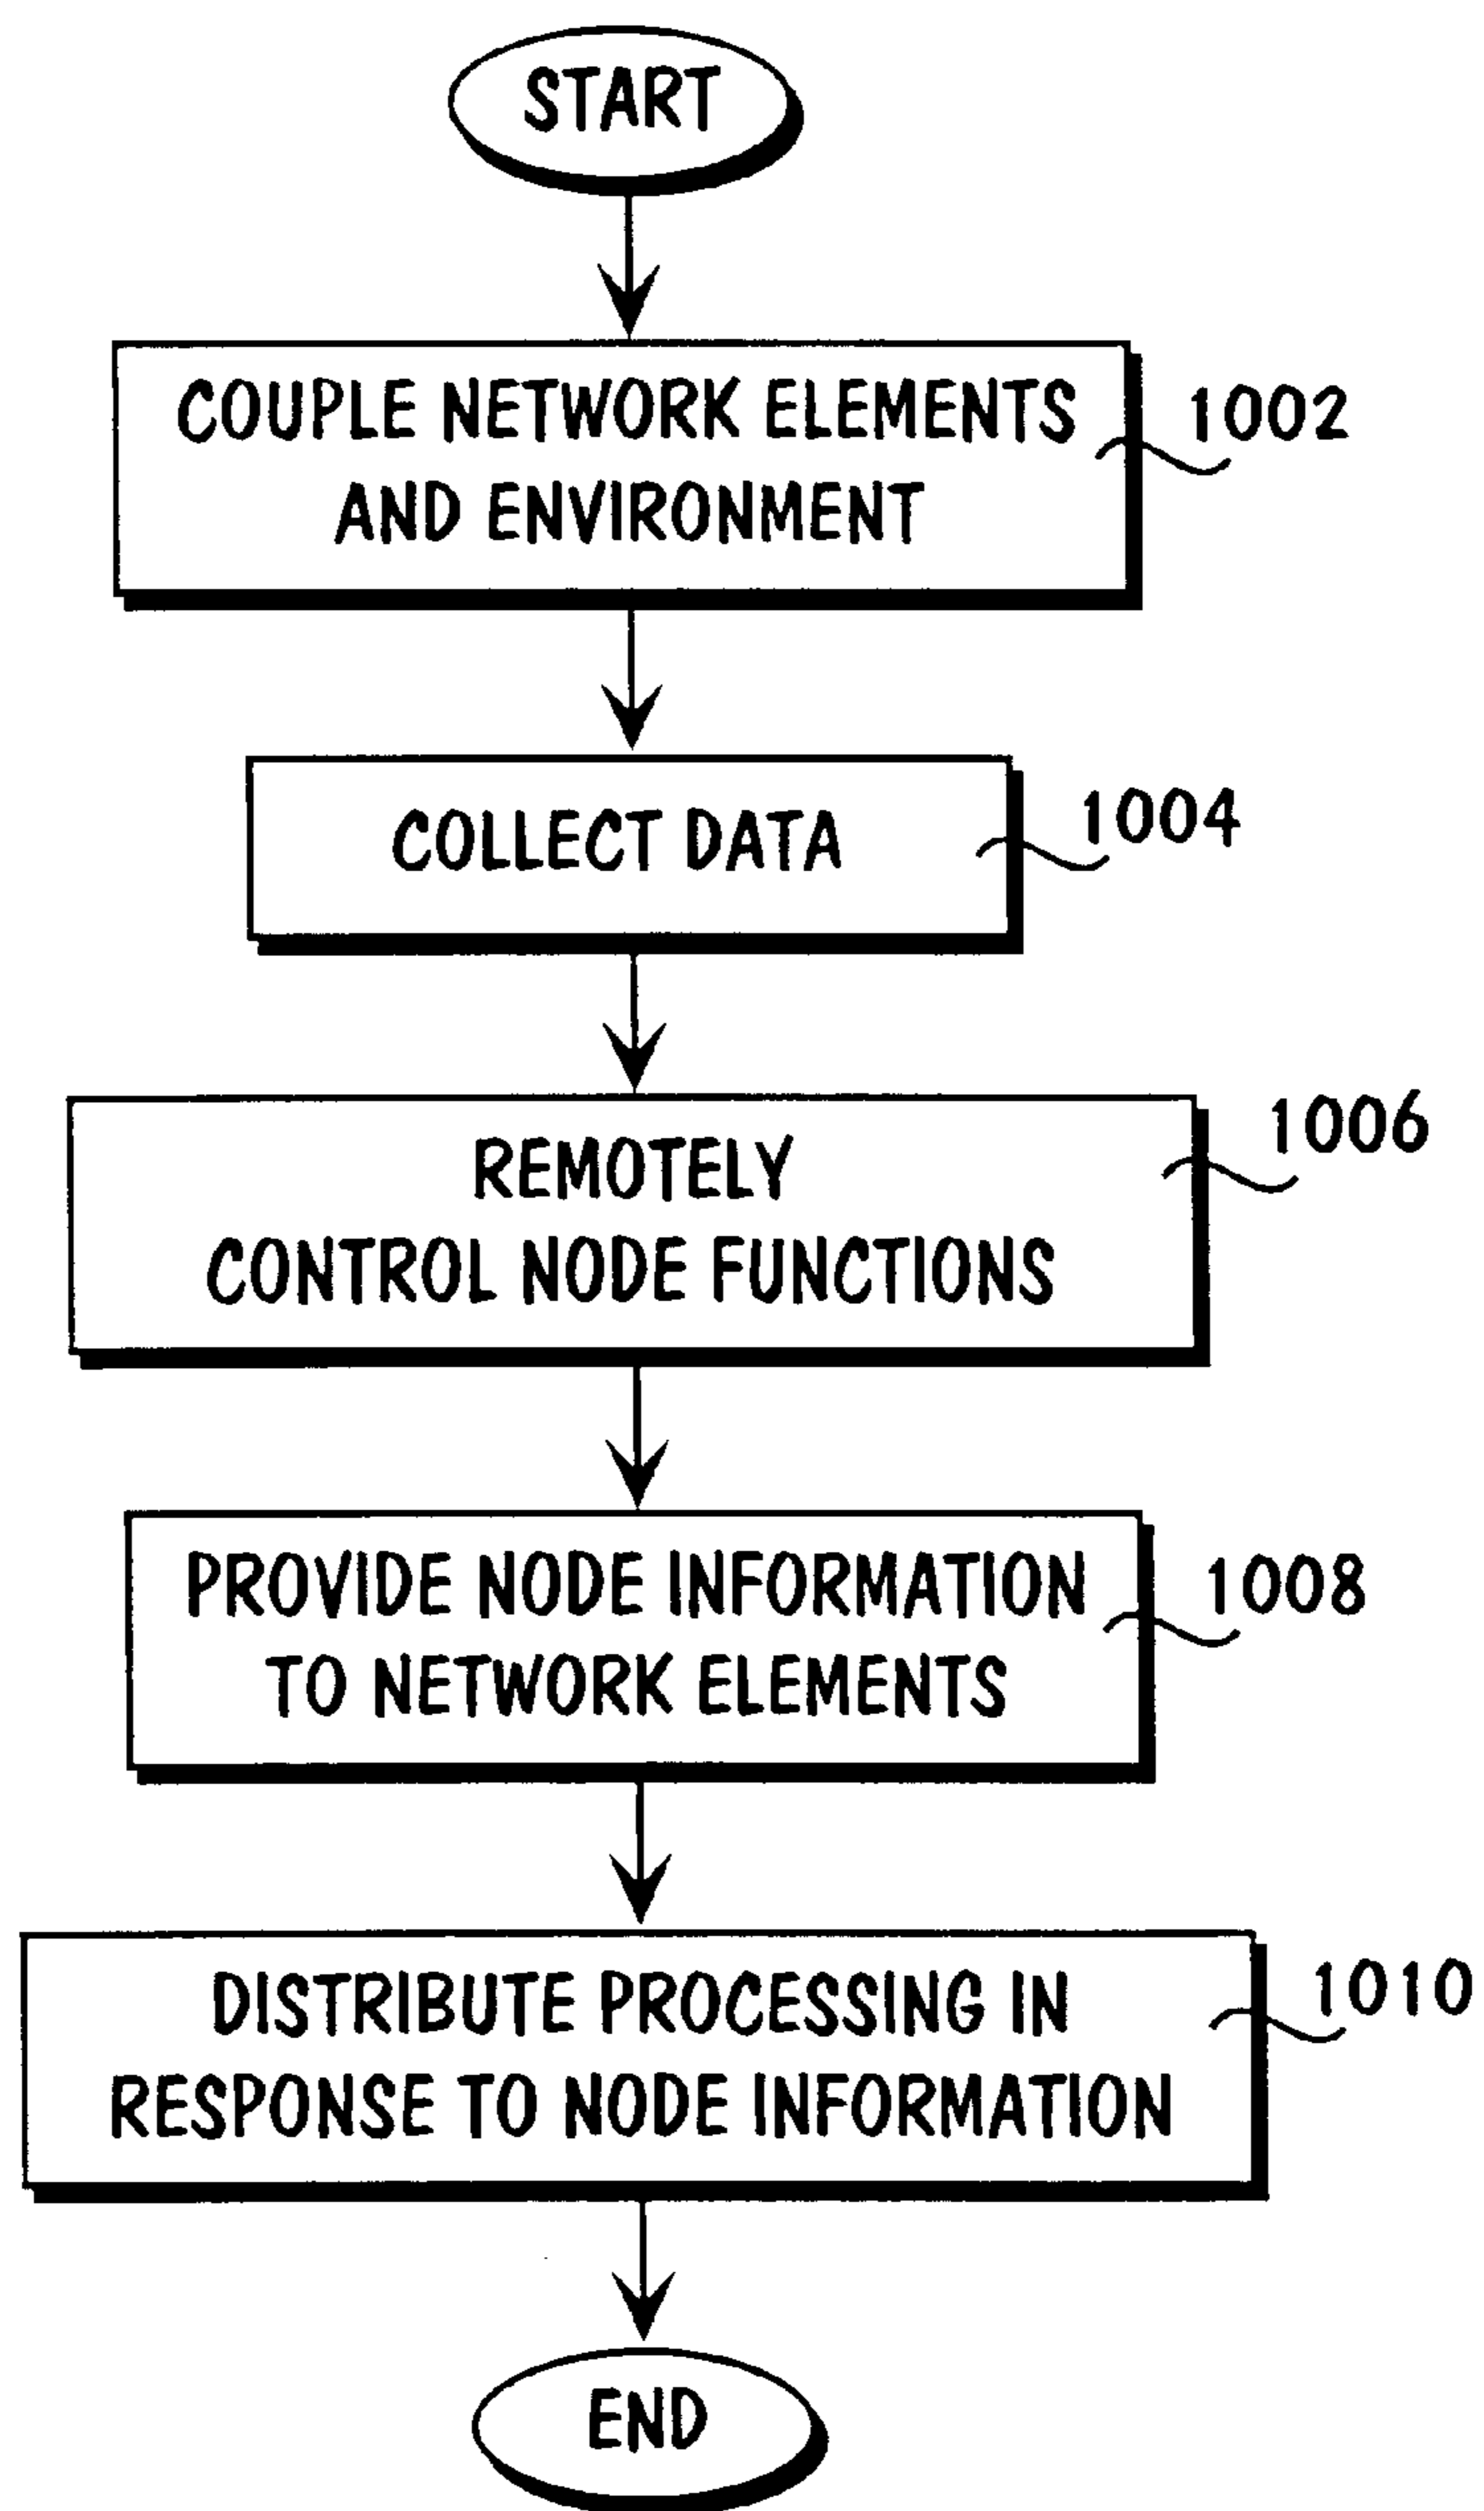 START
COUPLE NETWORK ELEMENTS
AND ENVIRONMENT
1002
COLLECT DATA
1004
REMOTELY
CONTROL NODE FUNCTIONS
1006
PROVIDE NODE INFORMATION
TO NETWORK ELEMENTS
1008
DISTRIBUTE PROCESSING IN
RESPONSE TO NODE INFORMATION
1010
END